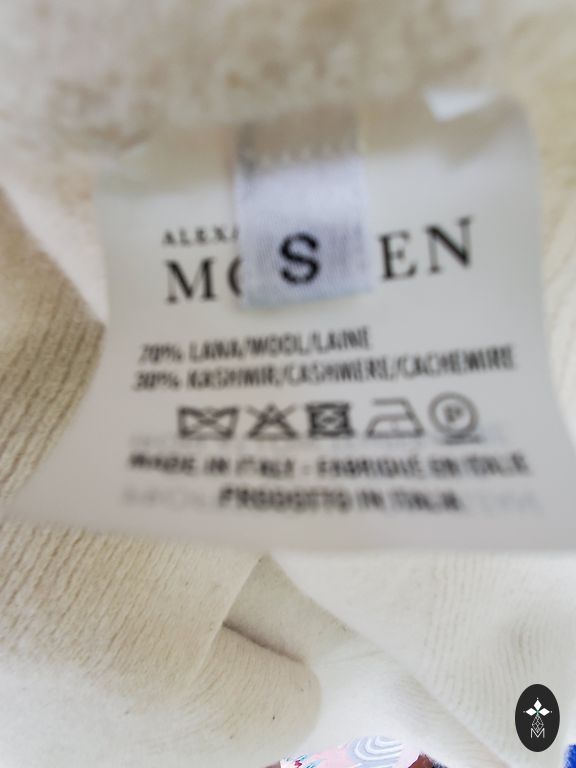 ALEXA
MC S EN
70% LANA/WOOL/LAINE
30% KASHMIR/CASHMERE/CACHEMIRE
P
MADE IN ITALY - FABRIQUÉ EN ITALIE
PRODOTTO IN ITALIA
M